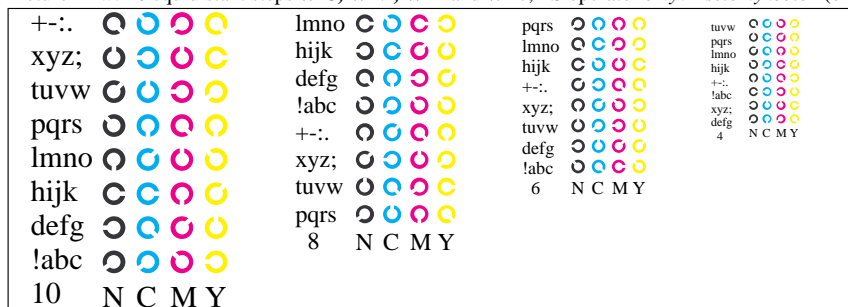 +-:.
xyz;
tuvw
pqrs
lmno
hijk
defg
!abc
10 N C M Y
lmno
hijk
defg
!abc
+-:.
xyz;
tuvw
pqrs
8 N C M Y
pqrs
lmno
hijk
+-:.
xyz;
tuvw
defg
!abc
6 N C M Y
tuvw
pqrs
lmno
hijk
+-:.
!abc
xyz;
defg
4 N C M Y